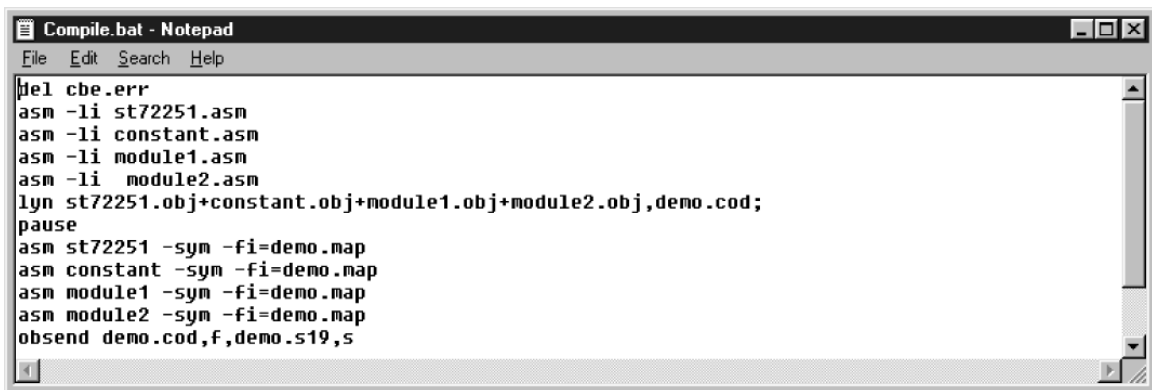 Compile.bat - Notepad
File Edit Search Help
del cbe.err
asm -li st72251.asm
asm -li constant.asm
asm -li module1.asm
asm -li  module2.asm
lyn st72251.obj+constant.obj+module1.obj+module2.obj,demo.cod;
pause
asm st72251 -sym -fi=demo.map
asm constant -sym -fi=demo.map
asm module1 -sym -fi=demo.map
asm module2 -sym -fi=demo.map
obsend demo.cod,f,demo.s19,s